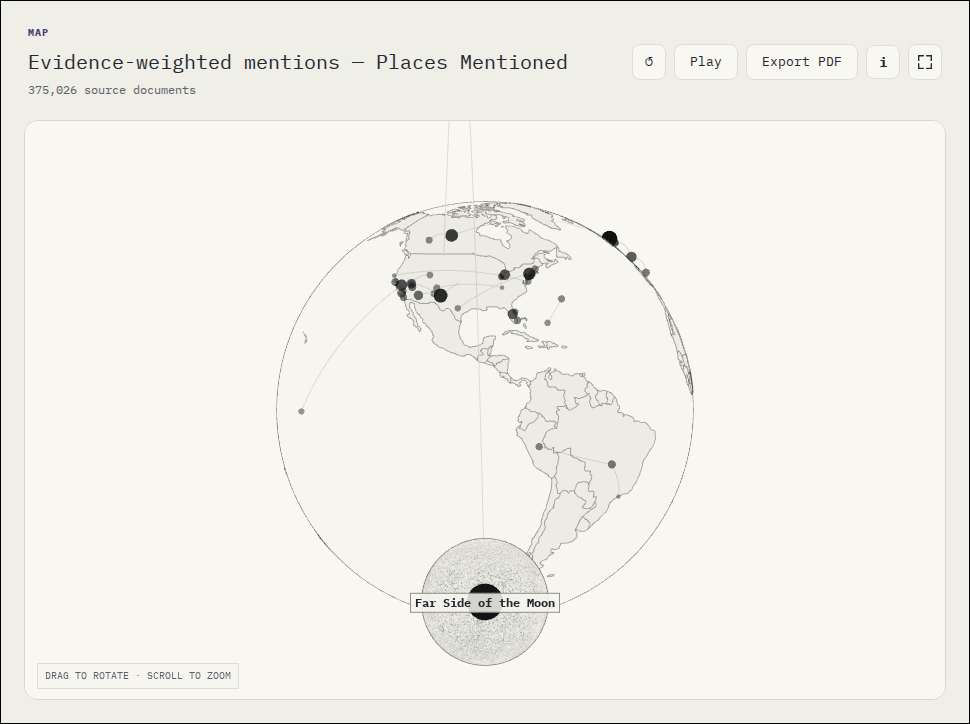 MAP
Evidence-weighted mentions — Places Mentioned
375,026 source documents
↺ Play Export PDF i
Far Side of the Moon
DRAG TO ROTATE · SCROLL TO ZOOM